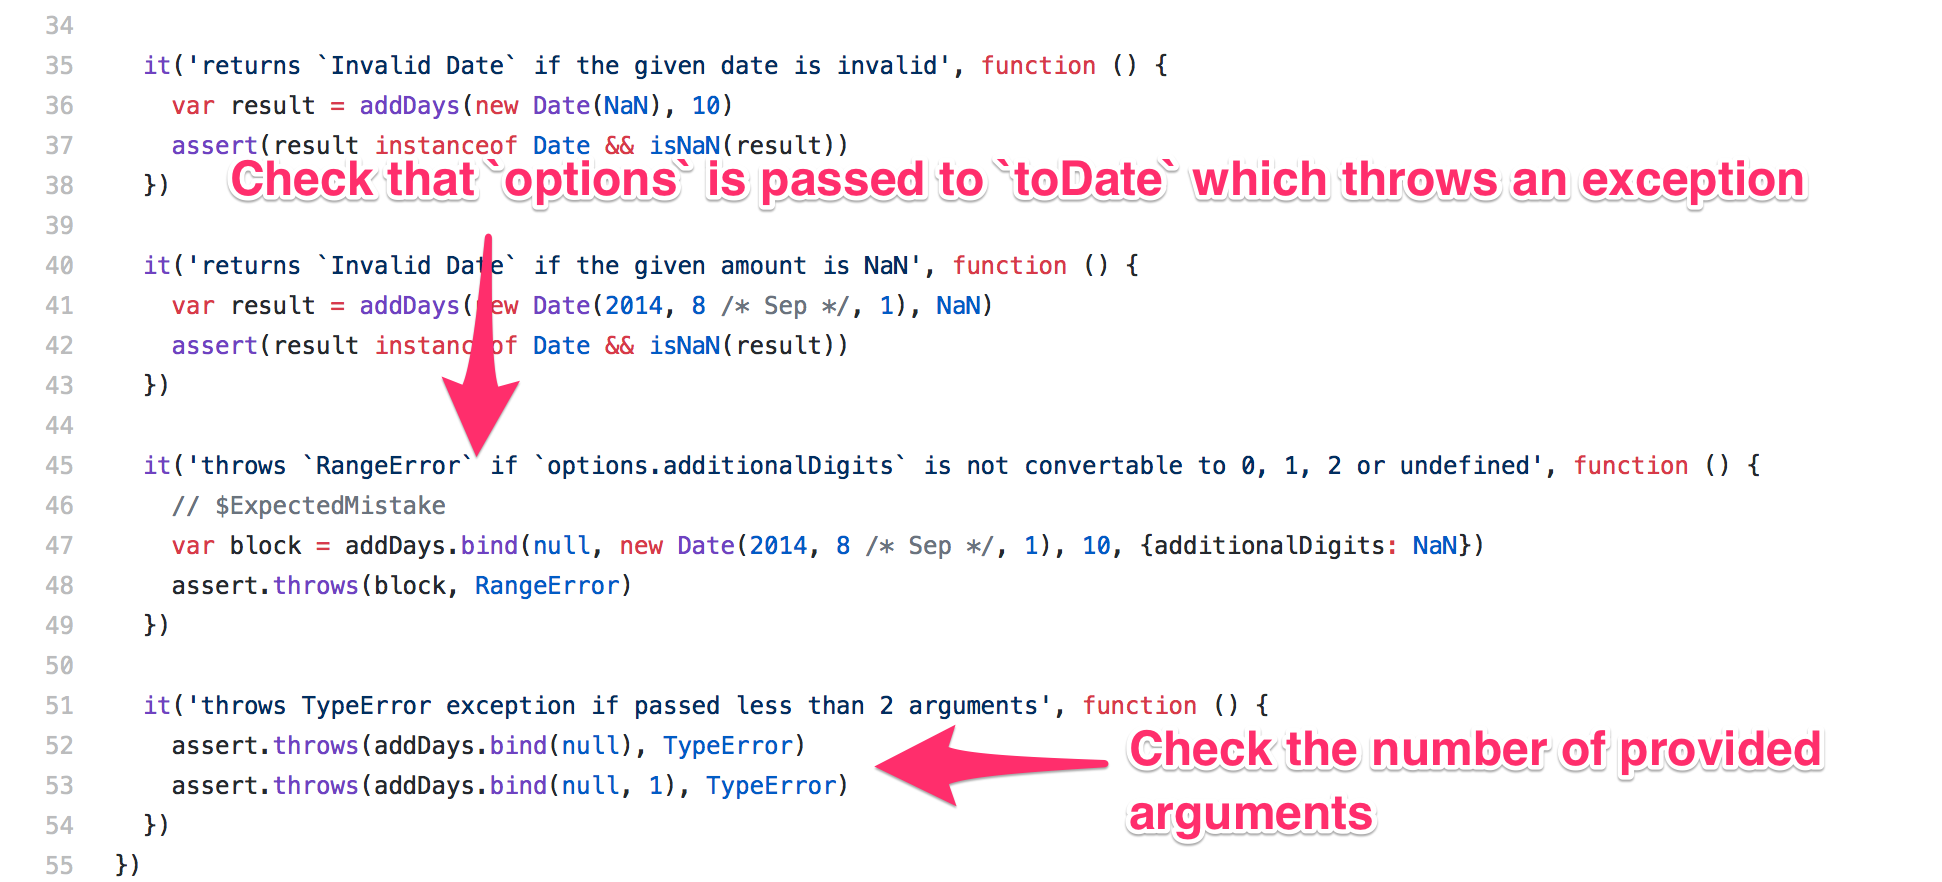 34
35 it('returns `Invalid Date` if the given date is invalid', function () {
36 var result = addDays(new Date(NaN), 10)
37 assert(result instanceof Date && isNaN(result))
38 })
Check that `options` is passed to `toDate` which throws an exception
39
40 it('returns `Invalid Date` if the given amount is NaN', function () {
41 var result = addDays(new Date(2014, 8 /* Sep */, 1), NaN)
42 assert(result instanceof Date && isNaN(result))
43 })
44
45 it('throws `RangeError` if `options.additionalDigits` is not convertable to 0, 1, 2 or undefined', function () {
46 // $ExpectedMistake
47 var block = addDays.bind(null, new Date(2014, 8 /* Sep */, 1), 10, {additionalDigits: NaN})
48 assert.throws(block, RangeError)
49 })
50
51 it('throws TypeError exception if passed less than 2 arguments', function () {
52 assert.throws(addDays.bind(null), TypeError)
53 assert.throws(addDays.bind(null, 1), TypeError)
Check the number of provided
arguments
54 })
55 })